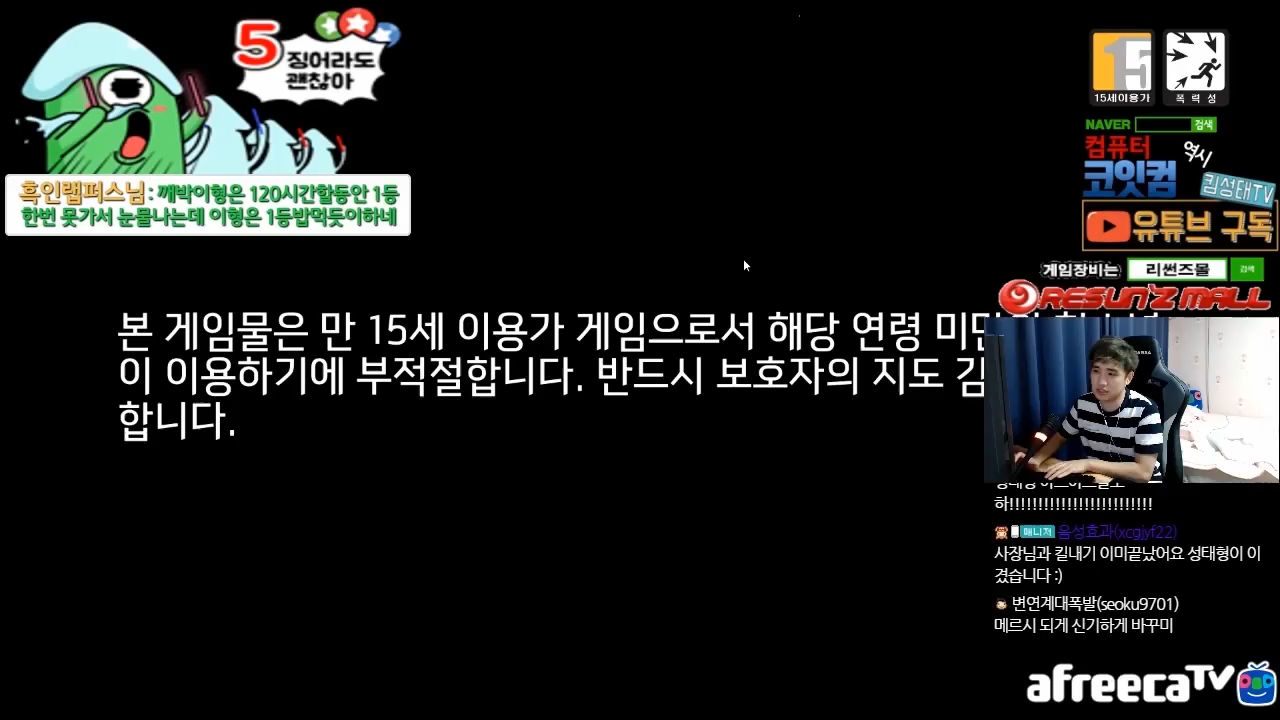 5
징어라도
괜찮아
흑인랩퍼스님 : 깨박이형은 120시간할동안 1등
한번 못가서 눈물나는데 이형은 1등밥먹듯이하네
15
15세이용가
폭력성
NAVER 검색
컴퓨터 역시
코잇컴
김성태TV
유튜브 구독
게임장비는 리썬즈몰 검색
RESUN'Z MALL
본 게임물은 만 15세 이용가 게임으로서 해당 연령
이 이용하기에 부적절합니다. 반드시 보호자의 지도
합니다.
하!!!!!!!!!!!!!!!!!!!!!!!!!
매니저 음성효과(xcgjyf22)
사장님과 킬내기 이미끝났어요 성태형이 이
겼습니다 :)
변연계대폭발(seoku9701)
메르시 되게 신기하게 바꾸미
afreecaTV